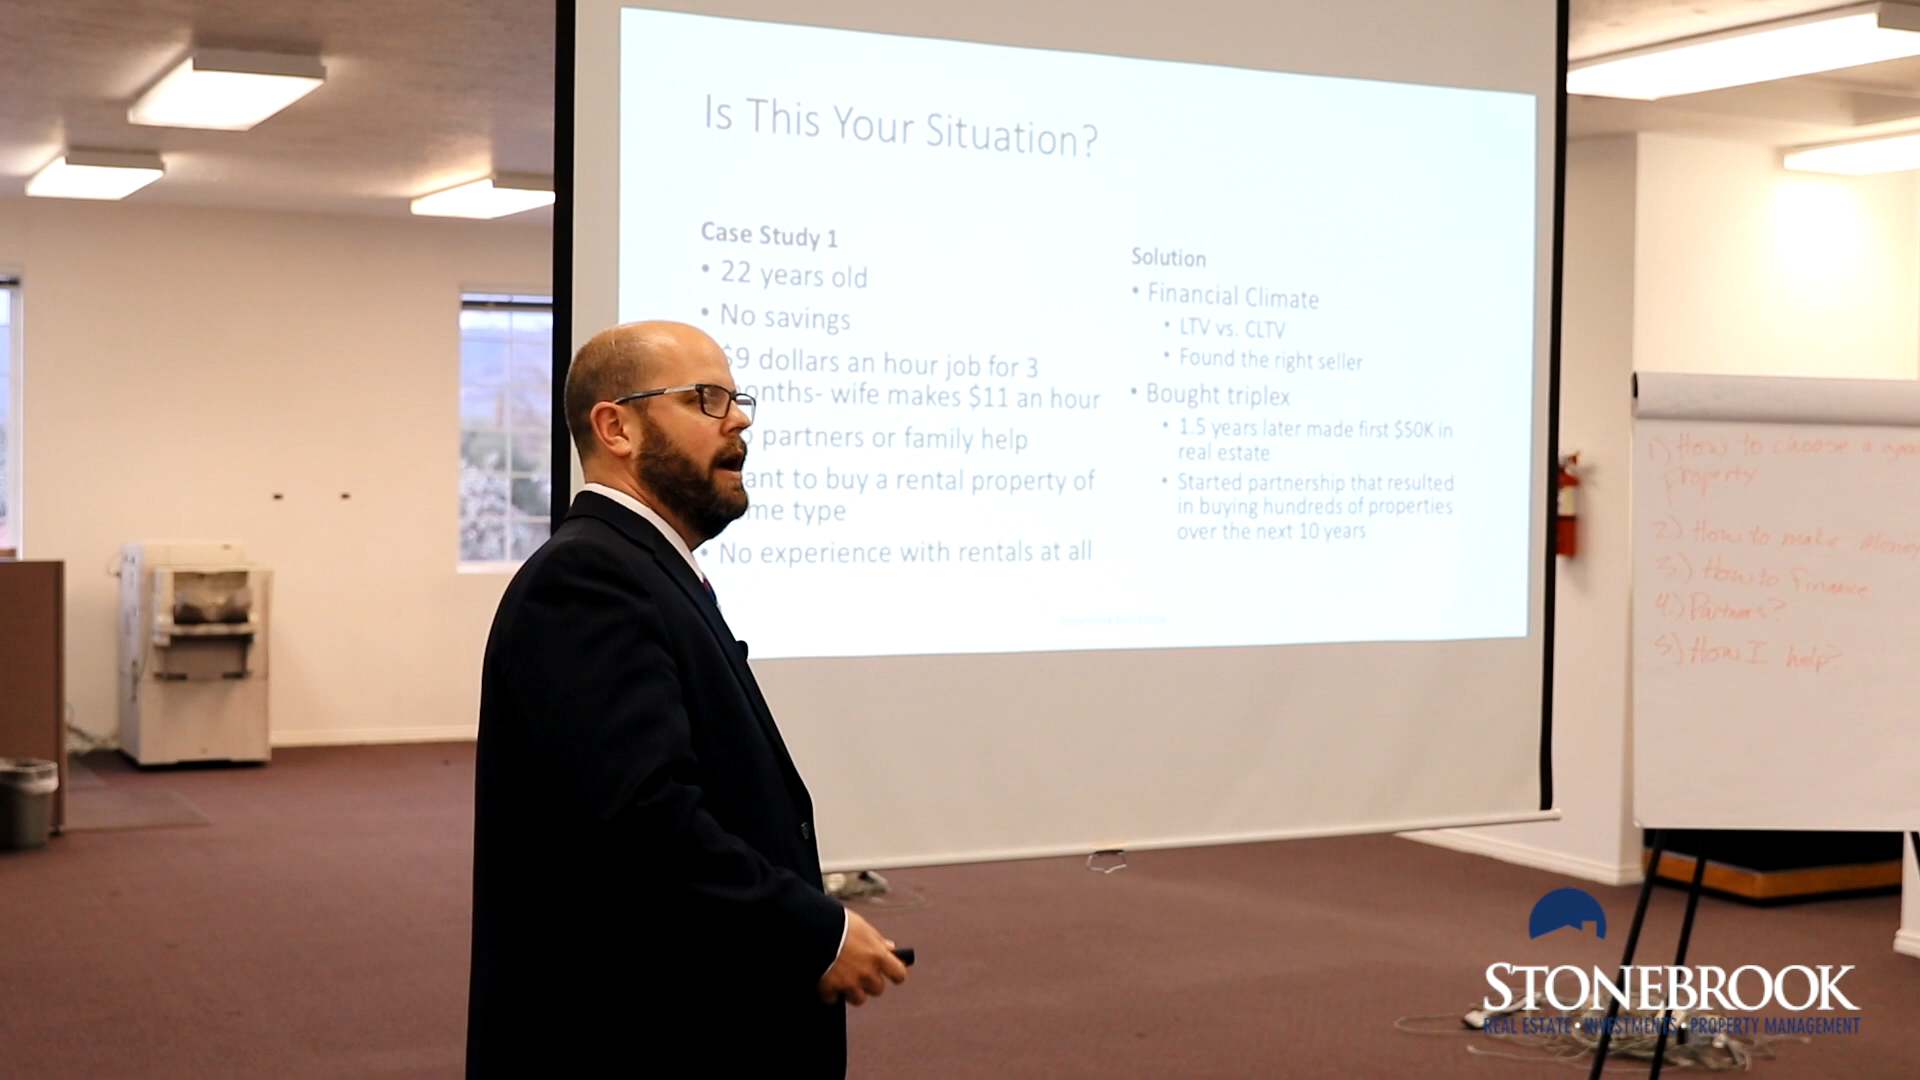 Is This Your Situation?
Case Study 1
• 22 years old
• No savings
$9 dollars an hour job for 3
wife makes $11 an hour
partners or family help
to buy a rental property of
type
• No experience with rentals at all
Solution
• Financial Climate
• LTV vs. CLTV
• Found the right seller
• Bought triplex
• 1.5 years later made first $50K in
real estate
• Started partnership that resulted
in buying hundreds of properties
over the next 10 years
1) How to choose a
property
2.) How to make Money
3.) How to Finance
4.) Partners?
5.) How I help?
STONEBROOK
REAL ESTATE • INVESTMENTS • PROPERTY MANAGEMENT